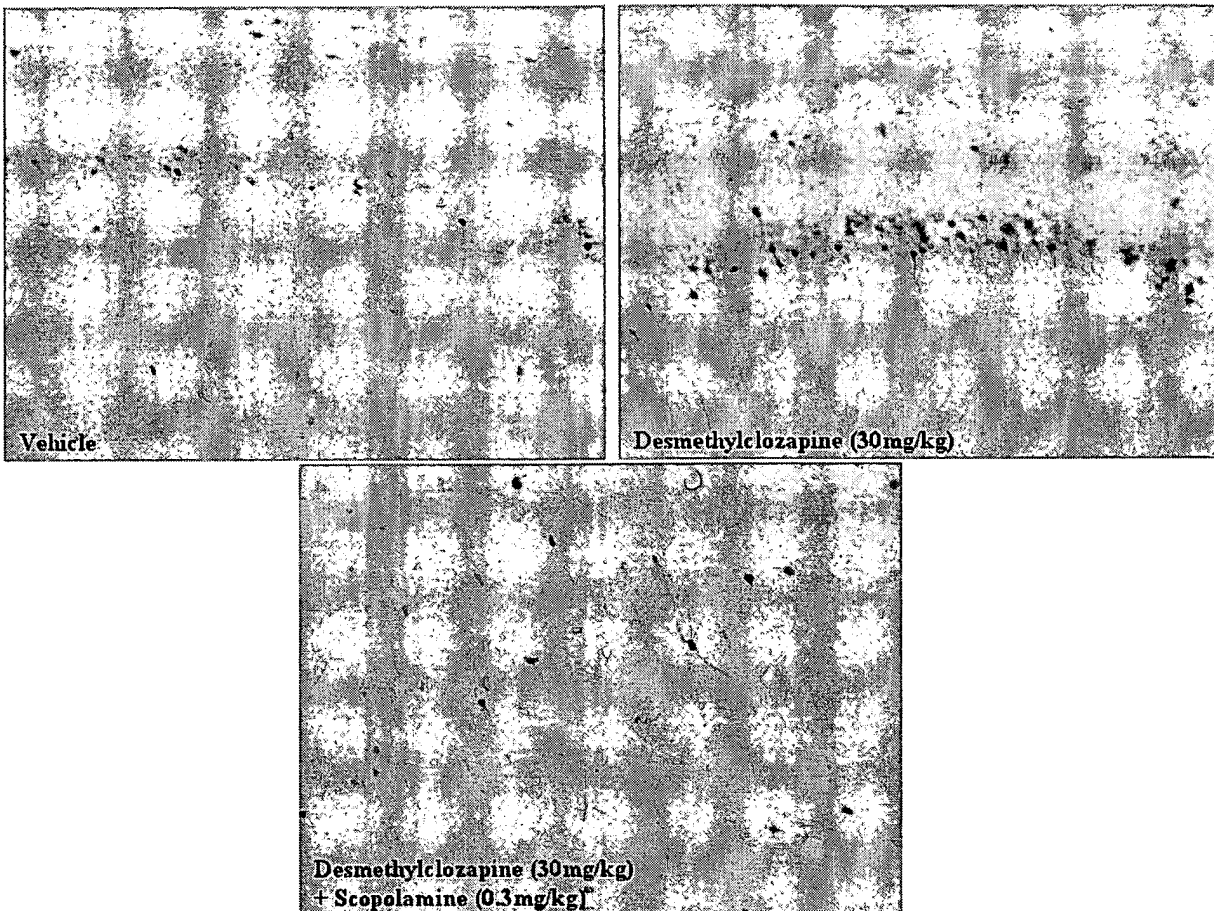 Vehicle
Desmethylclozapine (30mg/kg)
Desmethylclozapine (30mg/kg)
+ Scopolamine (0.3mg/kg)